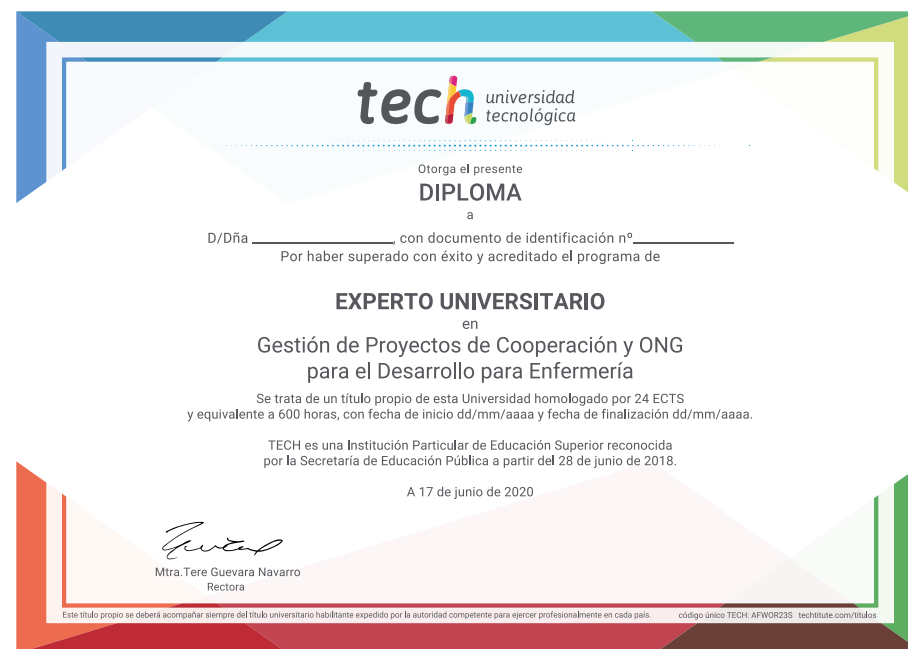 tech universidad
tecnológica
Otorga el presente
DIPLOMA
a
D/Dña ____________________, con documento de identificación nº______________
Por haber superado con éxito y acreditado el programa de
EXPERTO UNIVERSITARIO
en
Gestión de Proyectos de Cooperación y ONG
para el Desarrollo para Enfermería
Se trata de un título propio de esta Universidad homologado por 24 ECTS
y equivalente a 600 horas, con fecha de inicio dd/mm/aaaa y fecha de finalización dd/mm/aaaa.
TECH es una Institución Particular de Educación Superior reconocida
por la Secretaría de Educación Pública a partir del 28 de junio de 2018.
A 17 de junio de 2020
Mtra.Tere Guevara Navarro
Rectora
Este título propio se deberá acompañar siempre del título universitario habilitante expedido por la autoridad competente para ejercer profesionalmente en cada país. código único TECH: AFWOR23S techtitute.com/titulos